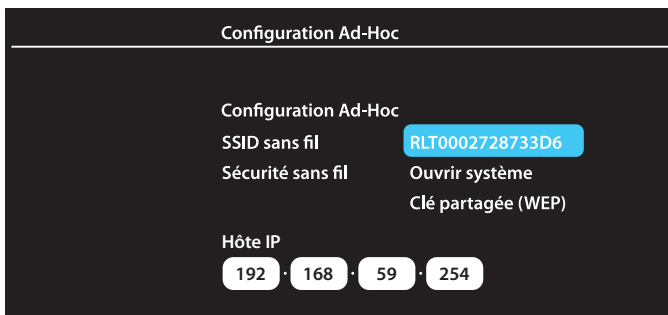 Configuration Ad-Hoc
Configuration Ad-Hoc
SSID sans fil RLT0002728733D6
Sécurité sans fil Ouvrir système
Clé partagée (WEP)
Hôte IP
192 · 168 · 59 · 254